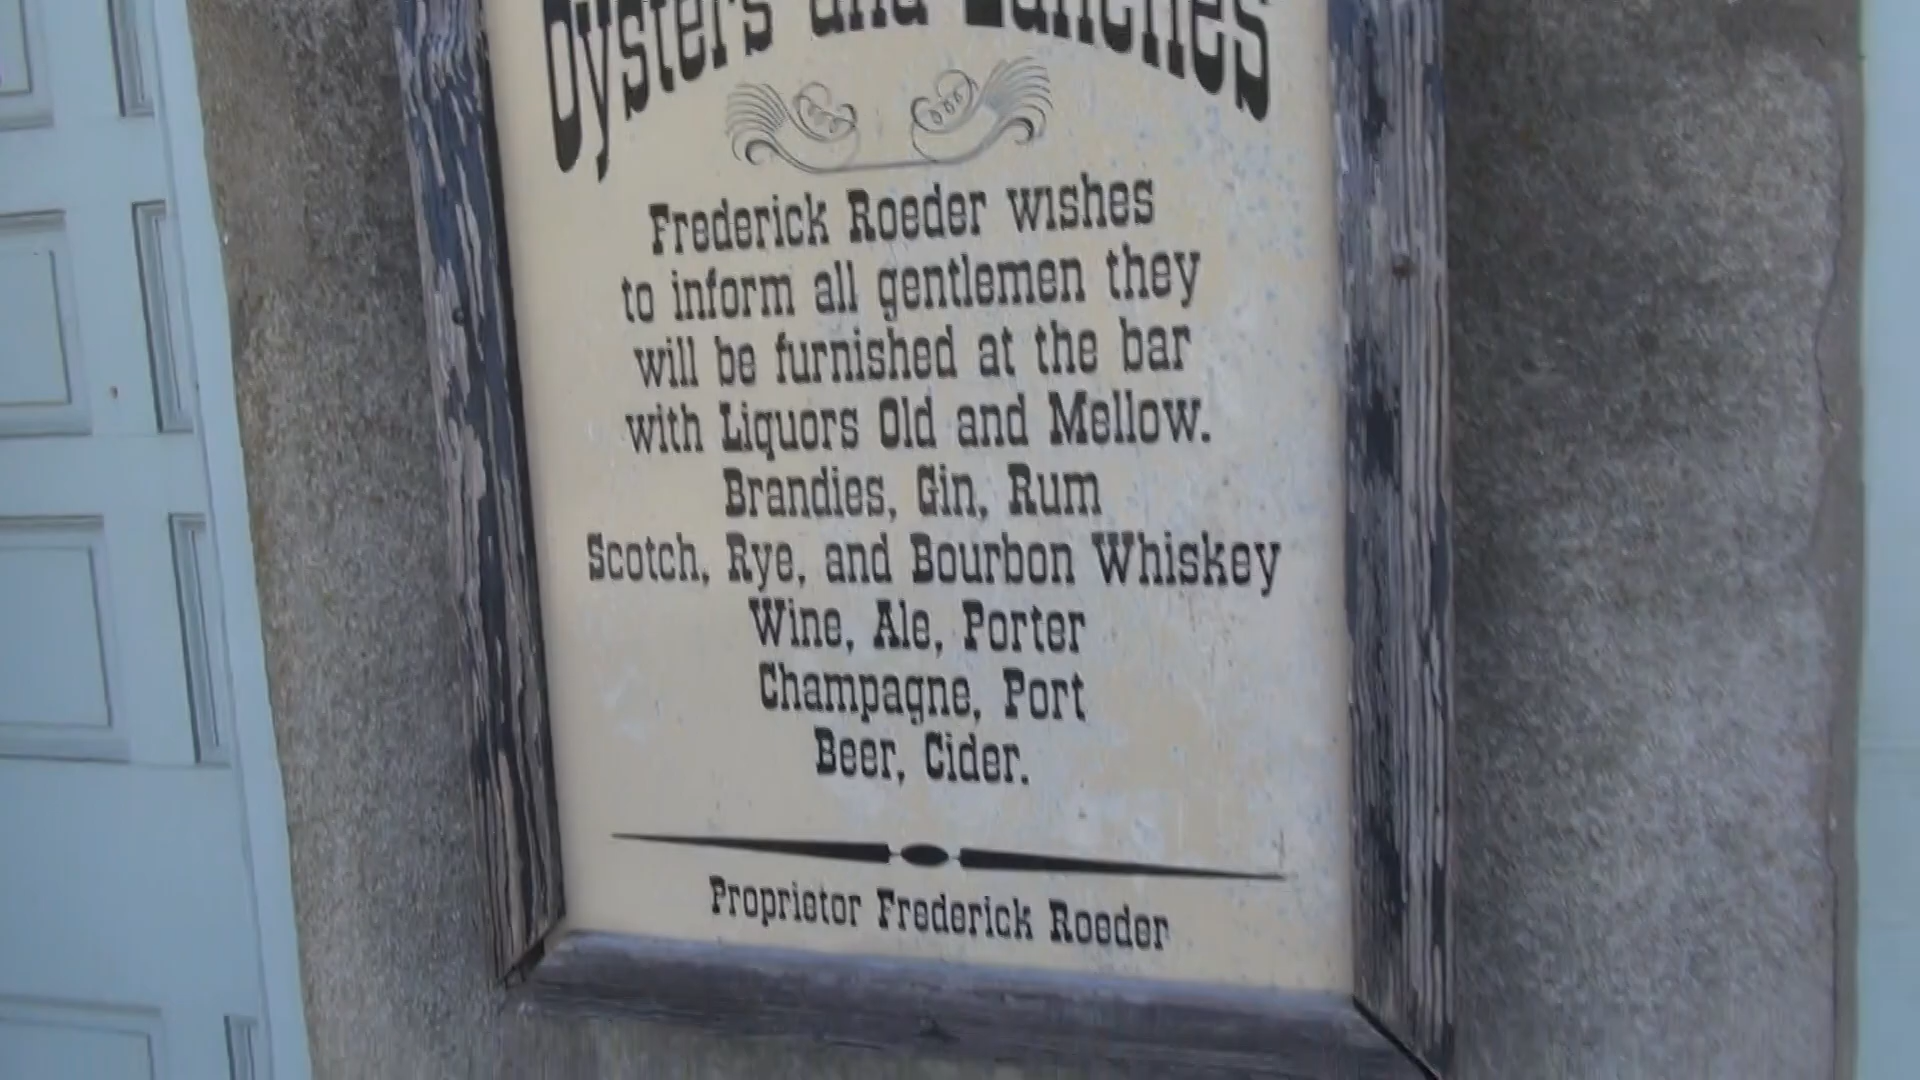 Oysters and Lunches
Frederick Roeder wishes
to inform all gentlemen they
will be furnished at the bar
with Liquors Old and Mellow.
Brandies, Gin, Rum
Scotch, Rye, and Bourbon Whiskey
Wine, Ale, Porter
Champagne, Port
Beer, Cider.
Proprietor Frederick Roeder